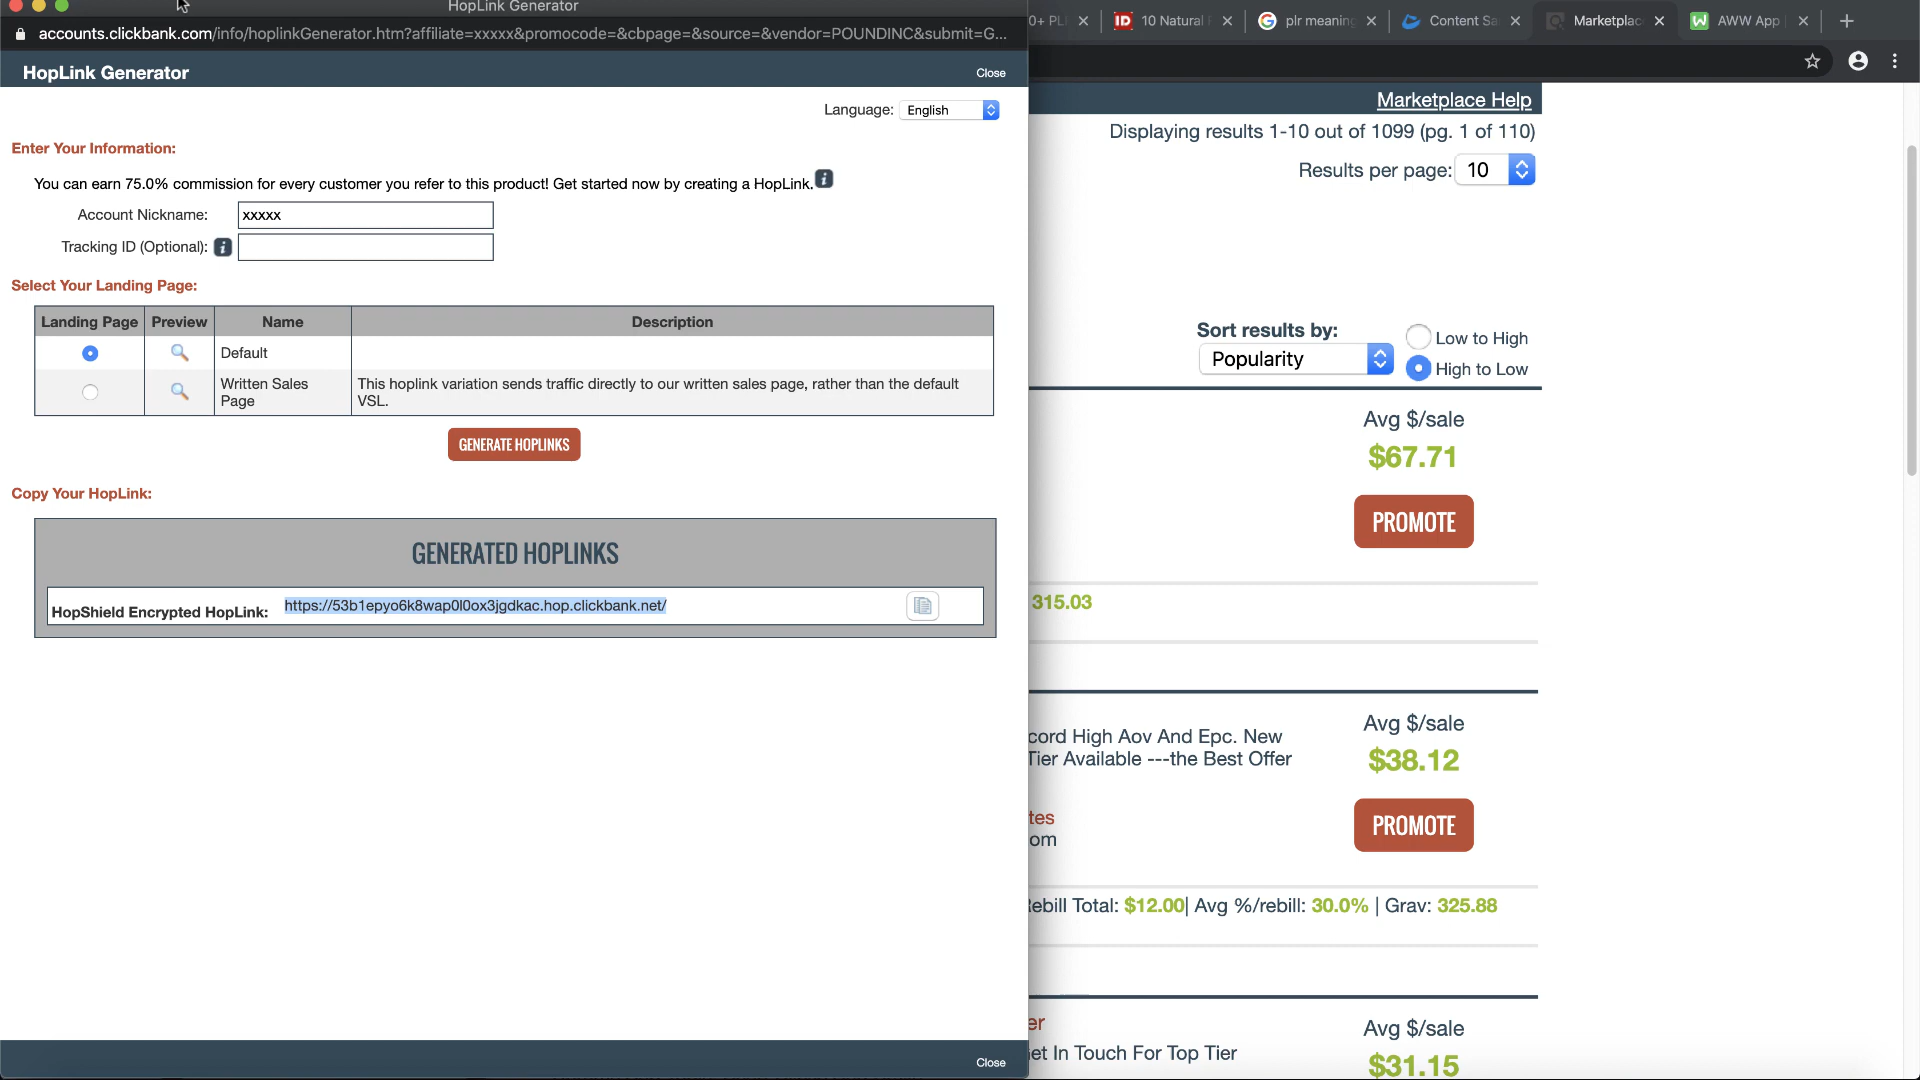 HopLink Generator
accounts.clickbank.com/info/hoplinkGenerator.htm?affiliate=xxxxx&promocode=&cbpage=&source=&vendor=POUNDINC&submit=G...
HopLink Generator
Close
Language: English
Enter Your Information:
You can earn 75.0% commission for every customer you refer to this product! Get started now by creating a HopLink.
Account Nickname: xxxxx
Tracking ID (Optional):
Select Your Landing Page:
Landing Page Preview Name Description
Default
Written Sales Page This hoplink variation sends traffic directly to our written sales page, rather than the default VSL.
GENERATE HOPLINKS
Copy Your HopLink:
GENERATED HOPLINKS
HopShield Encrypted HopLink: https://53b1epyo6k8wap0l0ox3jgdkac.hop.clickbank.net/
Close
0+ PL
10 Natural
plr meaning
Content Sa
Marketplac
AWW App
Marketplace Help
Displaying results 1-10 out of 1099 (pg. 1 of 110)
Results per page: 10
Sort results by:
Popularity
Low to High
High to Low
Avg $/sale
$67.71
PROMOTE
315.03
cord High Aov And Epc. New
Tier Available ---the Best Offer
Avg $/sale
$38.12
tes
om
PROMOTE
Rebill Total: $12.00| Avg %/rebill: 30.0% | Grav: 325.88
er
Get In Touch For Top Tier
Avg $/sale
$31.15